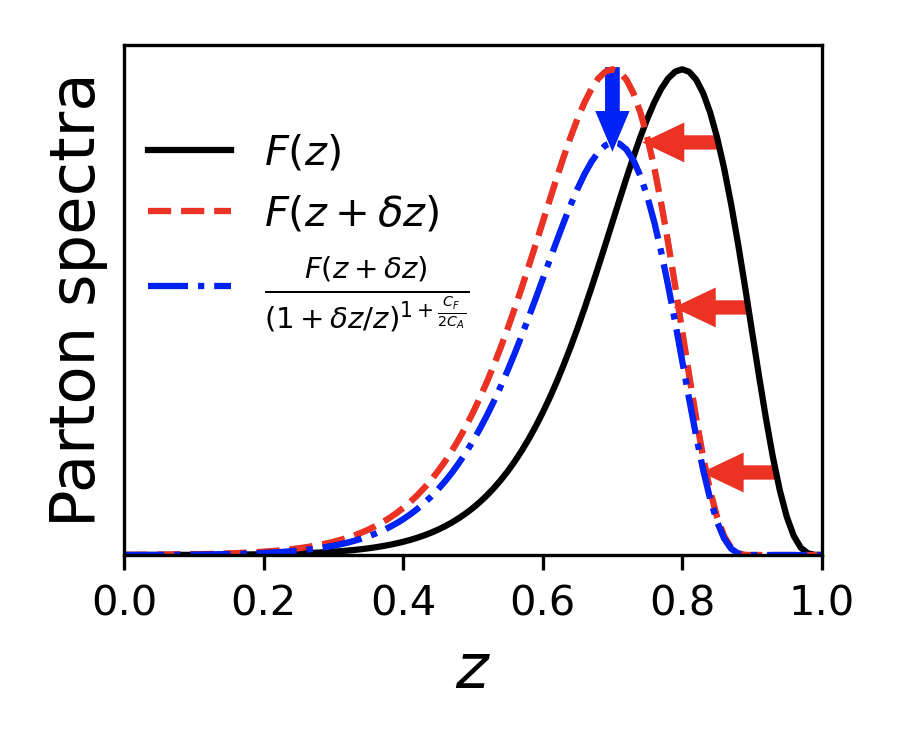 Parton spectra
F(z)
F(z + δz)
F(z + δz)
(1 + δz/z)^{1 + \frac{C_F}{2C_A}}
0.0 0.2 0.4 0.6 0.8 1.0
z